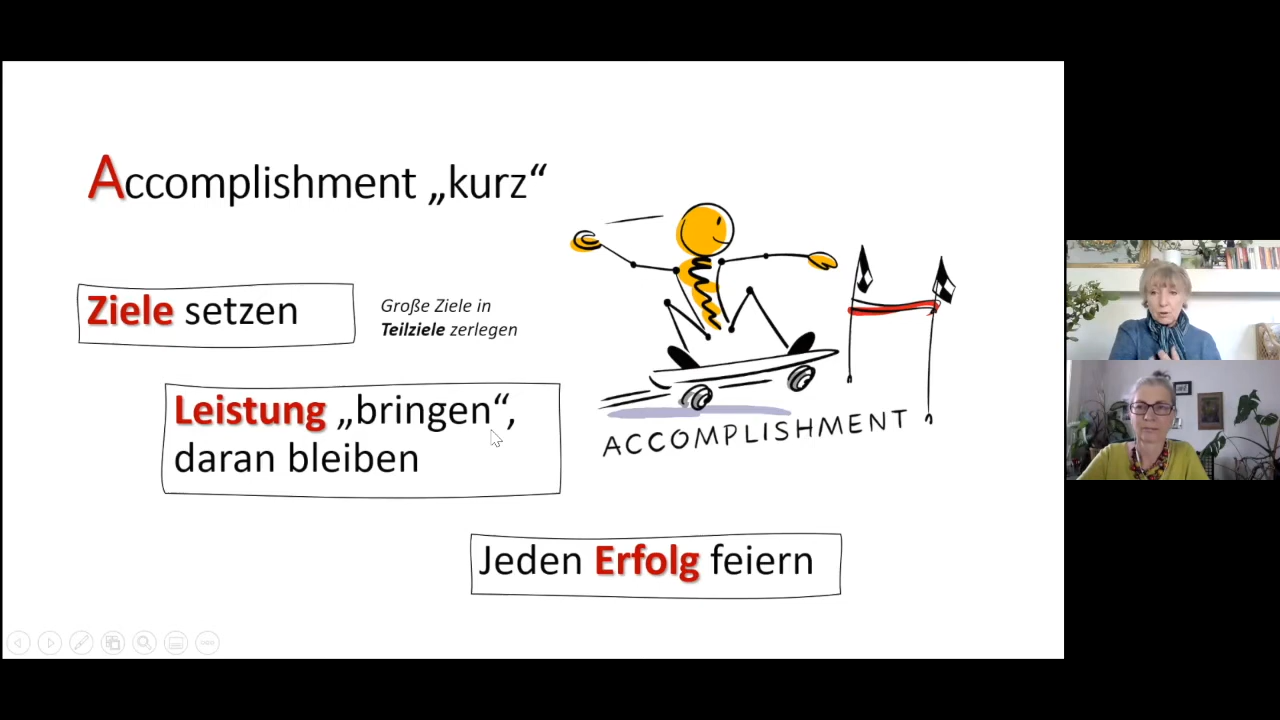 Accomplishment „kurz“
Ziele setzen
Große Ziele in
Teilziele zerlegen
Leistung „bringen“,
daran bleiben
ACCOMPLISHMENT
Jeden Erfolg feiern